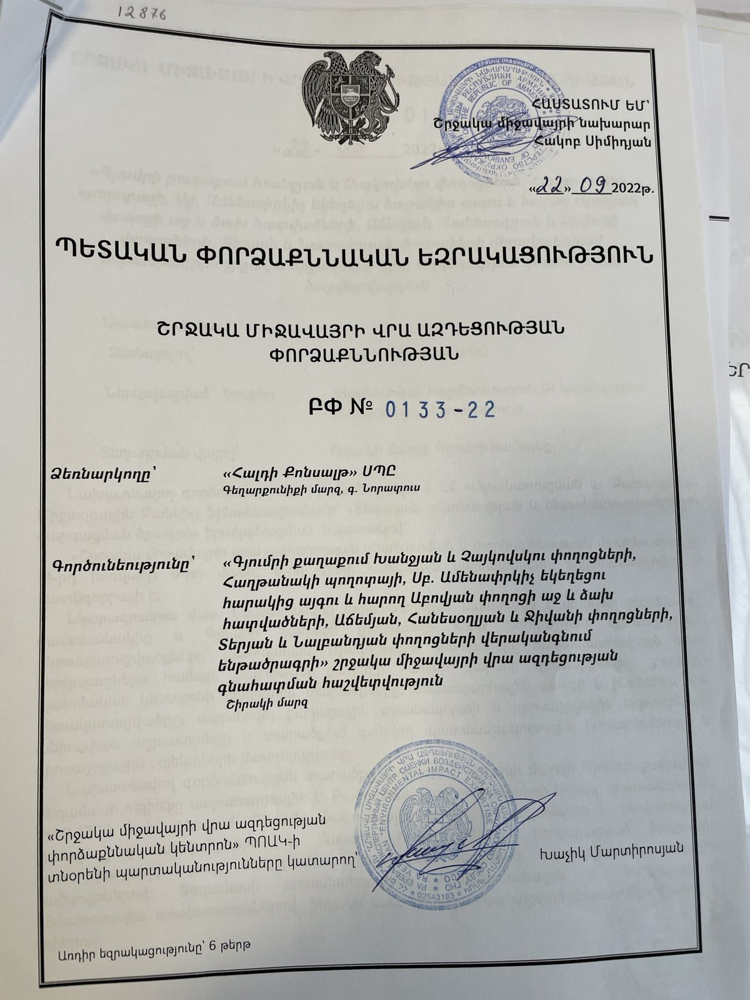 12876
ՀԱՍՏԱՏՈՒՄ ԵՄ՝
Շրջակա միջավայրի նախարար
Հակոբ Սիմիդյան
«22» 09 2022թ.
ՊԵՏԱԿԱՆ ՓՈՐՁԱՔՆՆԱԿԱՆ ԵԶՐԱԿԱՑՈՒԹՅՈՒՆ
ՇՐՋԱԿԱ ՄԻՋԱՎԱՅՐԻ ՎՐԱ ԱԶԴԵՑՈՒԹՅԱՆ
ՓՈՐՁԱՔՆՆՈՒԹՅԱՆ
ԲՓ № 0133-22
Ձեռնարկողը՝ «Հալդի Քոնսալթ» ՍՊԸ
Գեղարքունիքի մարզ, գ. Նորատուս
Գործունեությունը՝ «Գյումրի քաղաքում Խանջյան և Չայկովսկու փողոցների,
Հաղթանակի պողոտայի, Սբ. Ամենափրկիչ եկեղեցու
հարակից այգու և հարող Աբովյան փողոցի աջ և ձախ
հատվածների, Աճեմյան, Հանեսօղլյան և Ջիվանի փողոցների,
Տերյան և Նալբանդյան փողոցների վերականգնում
ենթածրագրի» շրջակա միջավայրի վրա ազդեցության
գնահատման հաշվետվություն
Շիրակի մարզ
«Շրջակա միջավայրի վրա ազդեցության
փորձաքննական կենտրոն» ՊՈԱԿ-ի
տնօրենի պարտականությունները կատարող՝ Խաչիկ Մարտիրոսյան
"ENVIRONMENTAL IMPACT EXPERTISE
02543163
Առդիր եզրակացությունը՝ 6 թերթ